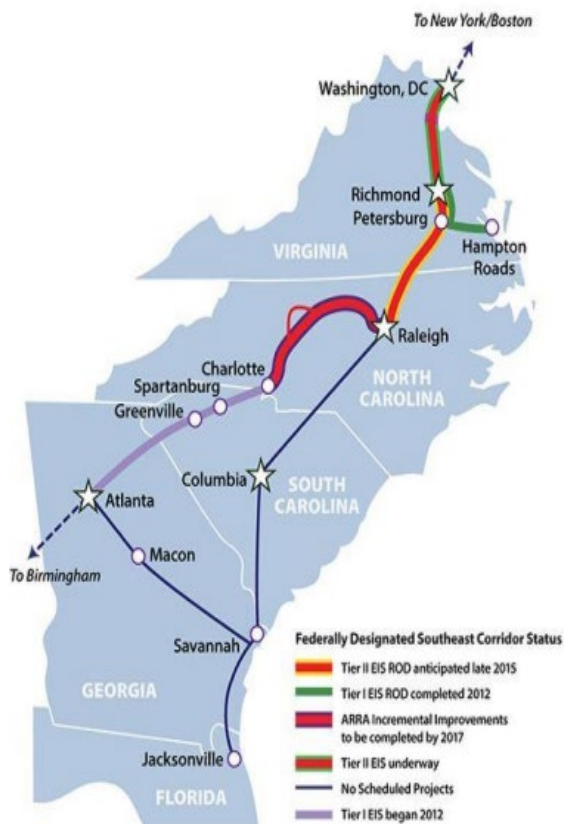 To New York/Boston
Washington, DC
Richmond
Petersburg
Hampton
Roads
VIRGINIA
Raleigh
Charlotte
Spartanburg
Greenville
NORTH
CAROLINA
Columbia
SOUTH
CAROLINA
Atlanta
To Birmingham
Macon
Savannah
GEORGIA
Jacksonville
FLORIDA
Federally Designated Southeast Corridor Status
Tier II EIS ROD anticipated late 2015
Tier I EIS ROD completed 2012
ARRA Incremental Improvements
to be completed by 2017
Tier II EIS underway
No Scheduled Projects
Tier I EIS began 2012